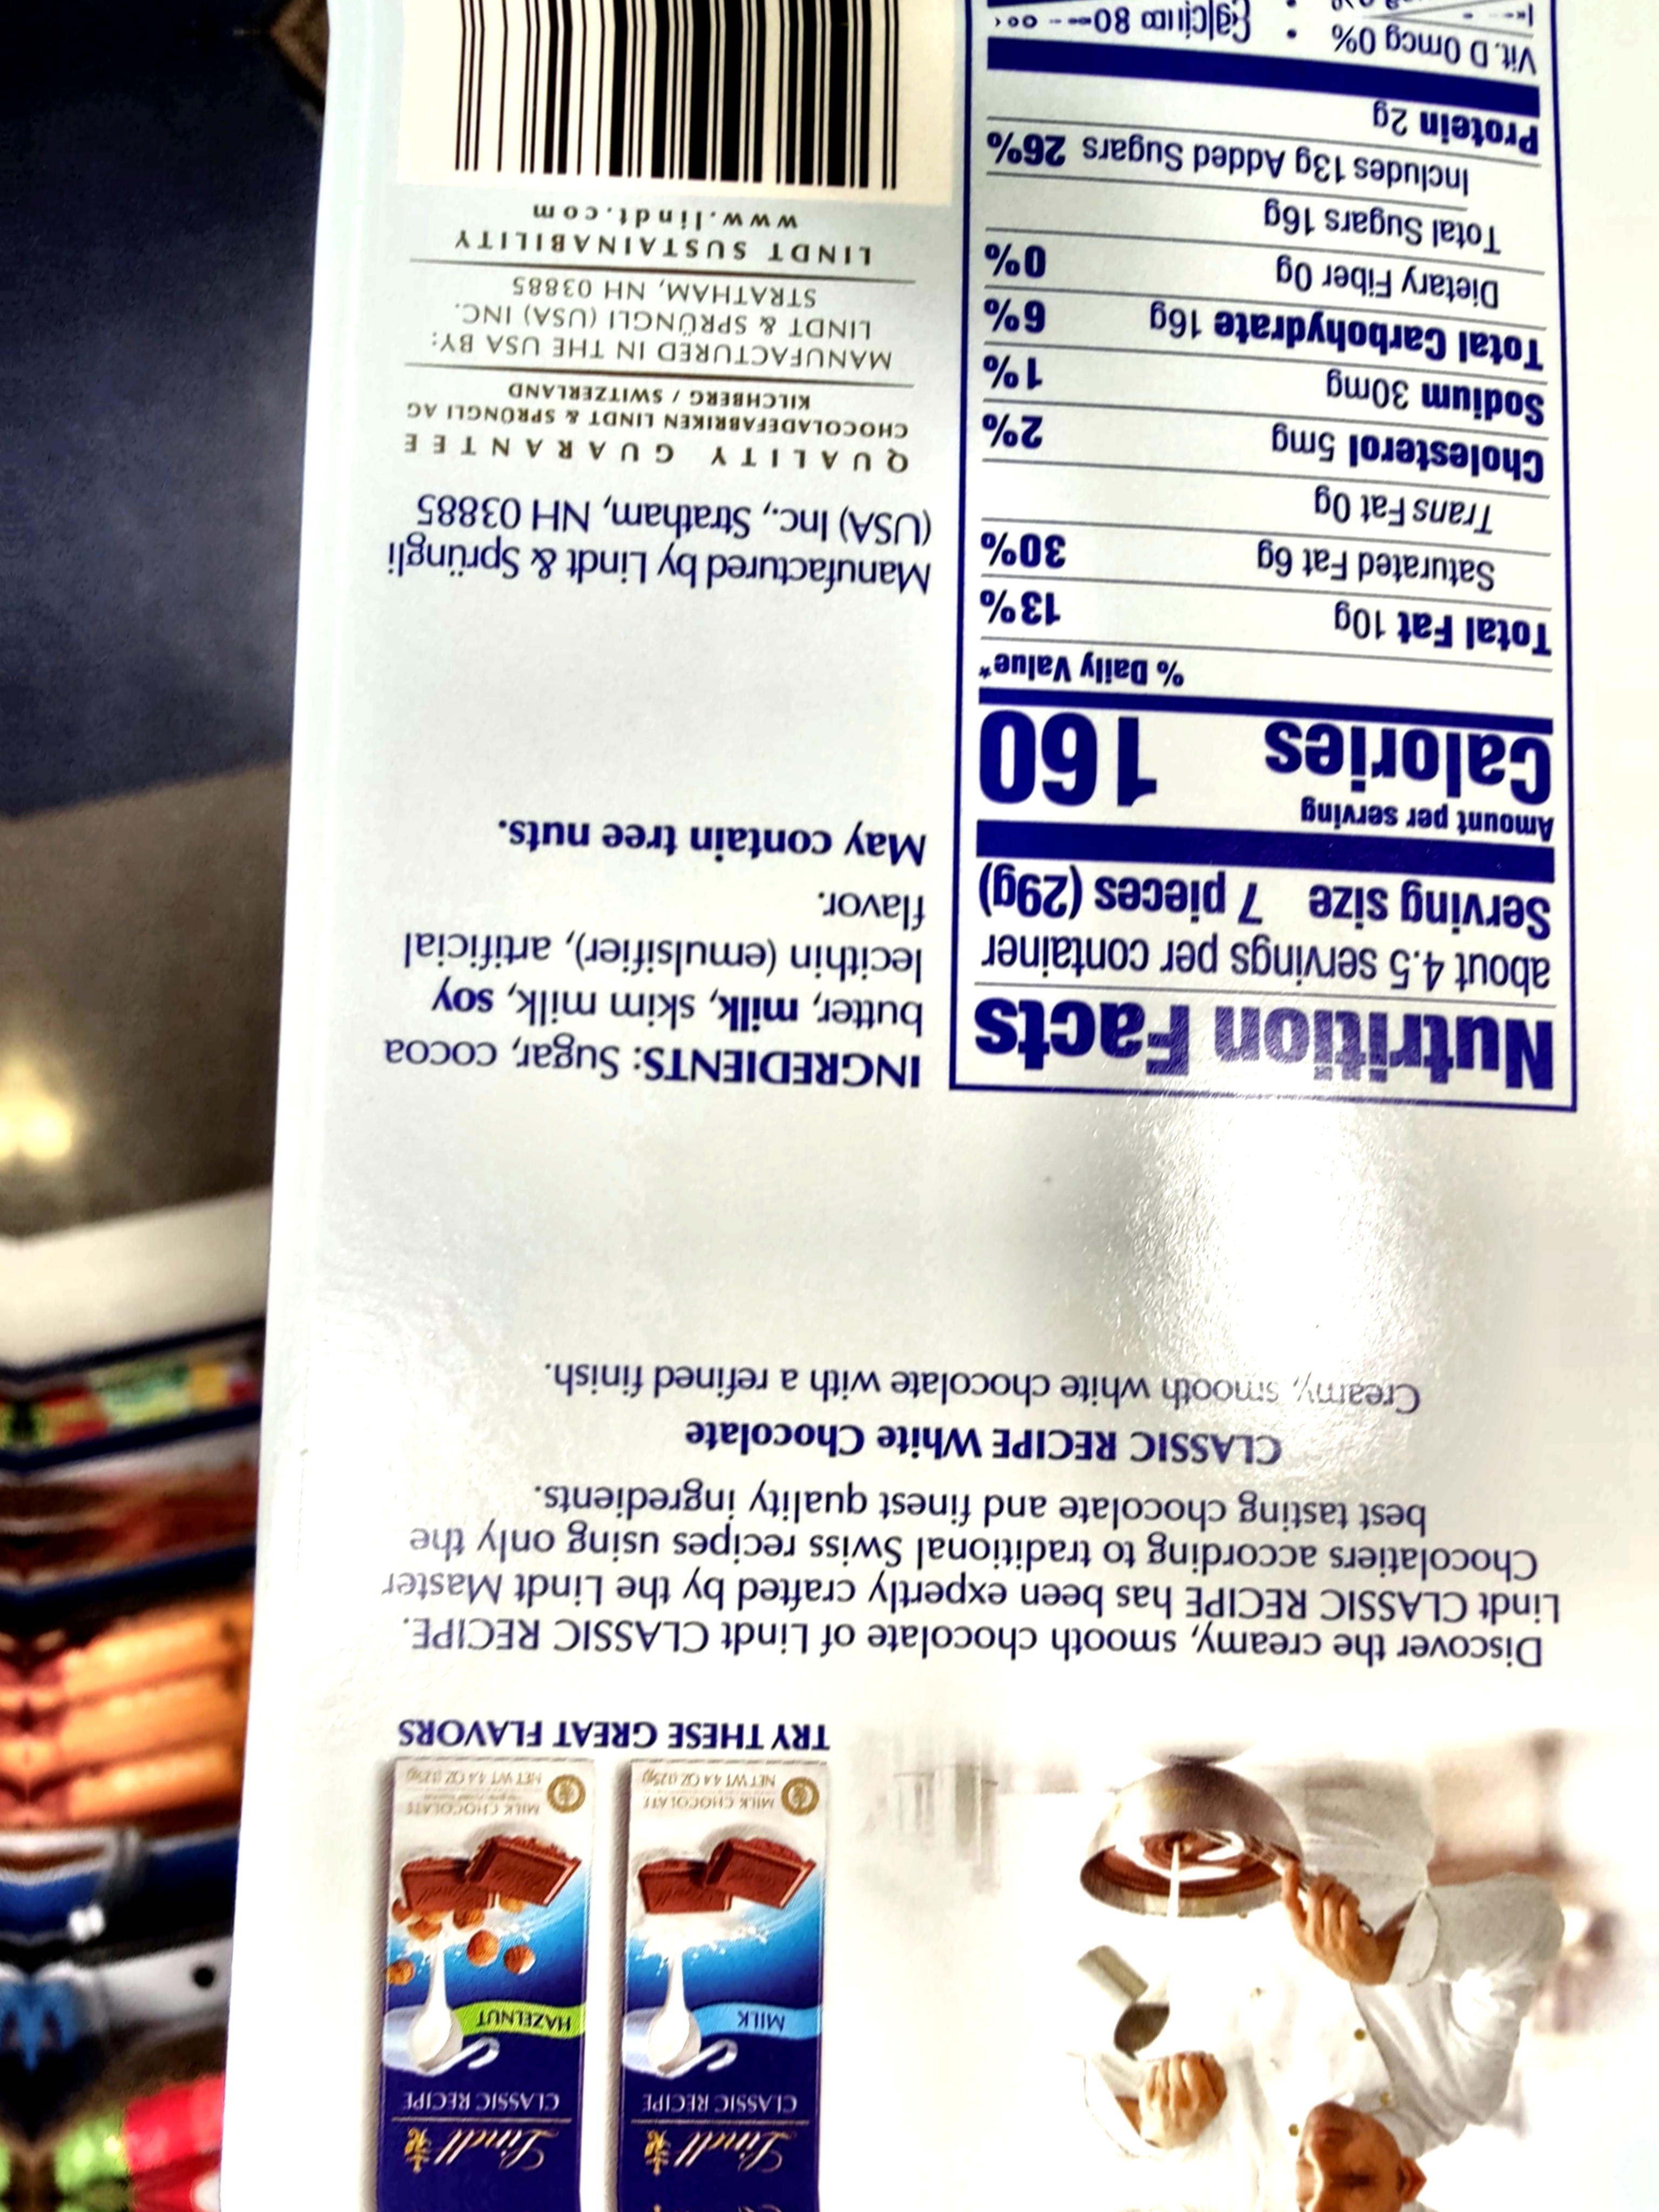 Lindt
CLASSIC RECIPE
MILK
MILK CHOCOLATE
NET WT 4.4 OZ (125g)
Lindt
CLASSIC RECIPE
HAZELNUT
MILK CHOCOLATE
NET WT 4.4 OZ (125g)
TRY THESE GREAT FLAVORS
Discover the creamy, smooth chocolate of Lindt CLASSIC RECIPE.
Lindt CLASSIC RECIPE has been expertly crafted by the Lindt Master
Chocolatiers according to traditional Swiss recipes using only the
best tasting chocolate and finest quality ingredients.
CLASSIC RECIPE White Chocolate
Creamy, smooth white chocolate with a refined finish.
Nutrition Facts
about 4.5 servings per container
Serving size 7 pieces (29g)
Amount per serving
Calories 160
% Daily Value*
Total Fat 10g 13%
Saturated Fat 6g 30%
Trans Fat 0g
Cholesterol 5mg 2%
Sodium 30mg 1%
Total Carbohydrate 16g 6%
Dietary Fiber 0g 0%
Total Sugars 16g
Includes 13g Added Sugars 26%
Protein 2g
Vit. D 0mcg 0% • Calcium 80
INGREDIENTS: Sugar, cocoa
butter, milk, skim milk, soy
lecithin (emulsifier), artificial
flavor.
May contain tree nuts.
Manufactured by Lindt & Sprüngli
(USA) Inc., Stratham, NH 03885
QUALITY GUARANTEE
CHOCOLADEFABRIKEN LINDT & SPRÜNGLI AG
KILCHBERG / SWITZERLAND
MANUFACTURED IN THE USA BY:
LINDT & SPRÜNGLI (USA) INC.
STRATHAM, NH 03885
LINDT SUSTAINABILITY
www.lindt.com